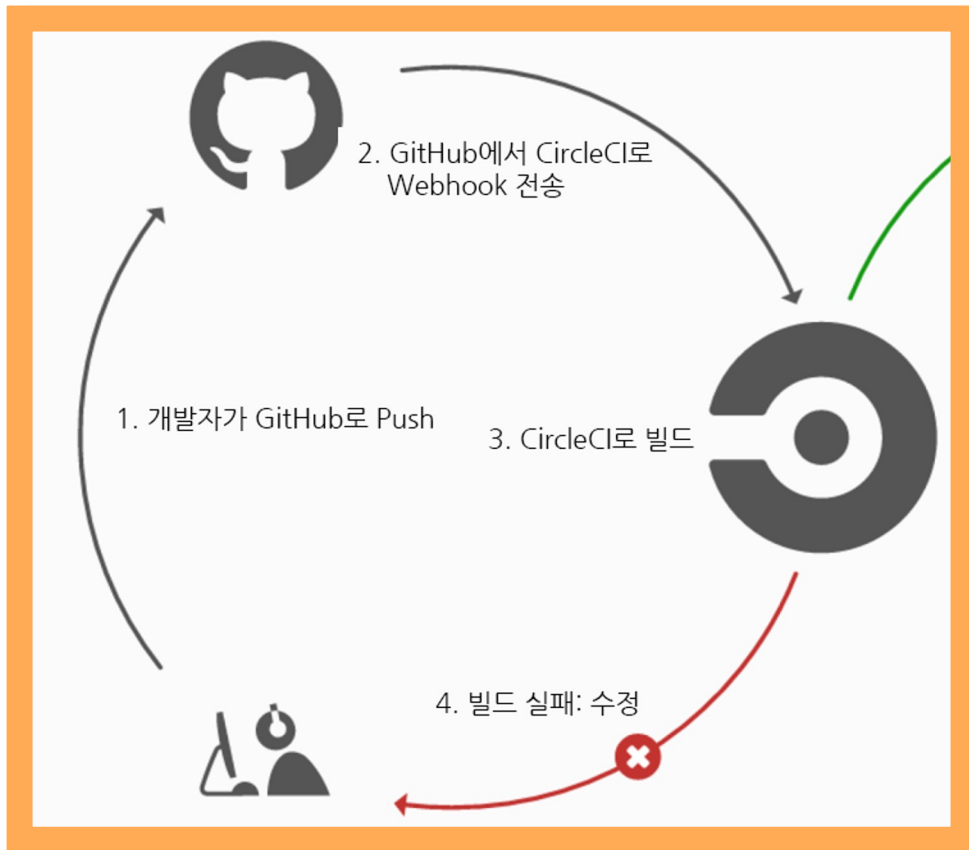 2. GitHub에서 CircleCI로
Webhook 전송
1. 개발자가 GitHub로 Push
3. CircleCI로 빌드
4. 빌드 실패: 수정